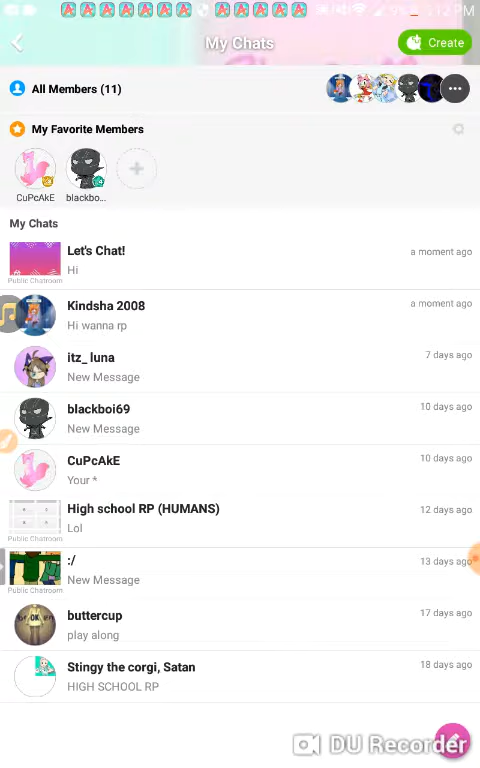 1:12 PM
My Chats
Create
All Members (11)
My Favorite Members
CuPcAkE
blackbo...
My Chats
Let's Chat!
a moment ago
Hi
Public Chatroom
Kindsha 2008
a moment ago
Hi wanna rp
itz_ luna
7 days ago
New Message
blackboi69
10 days ago
New Message
CuPcAkE
10 days ago
Your *
High school RP (HUMANS)
12 days ago
Lol
Public Chatroom
:/
13 days ago
New Message
Public Chatroom
buttercup
17 days ago
play along
Stingy the corgi, Satan
18 days ago
HIGH SCHOOL RP
DU Recorder